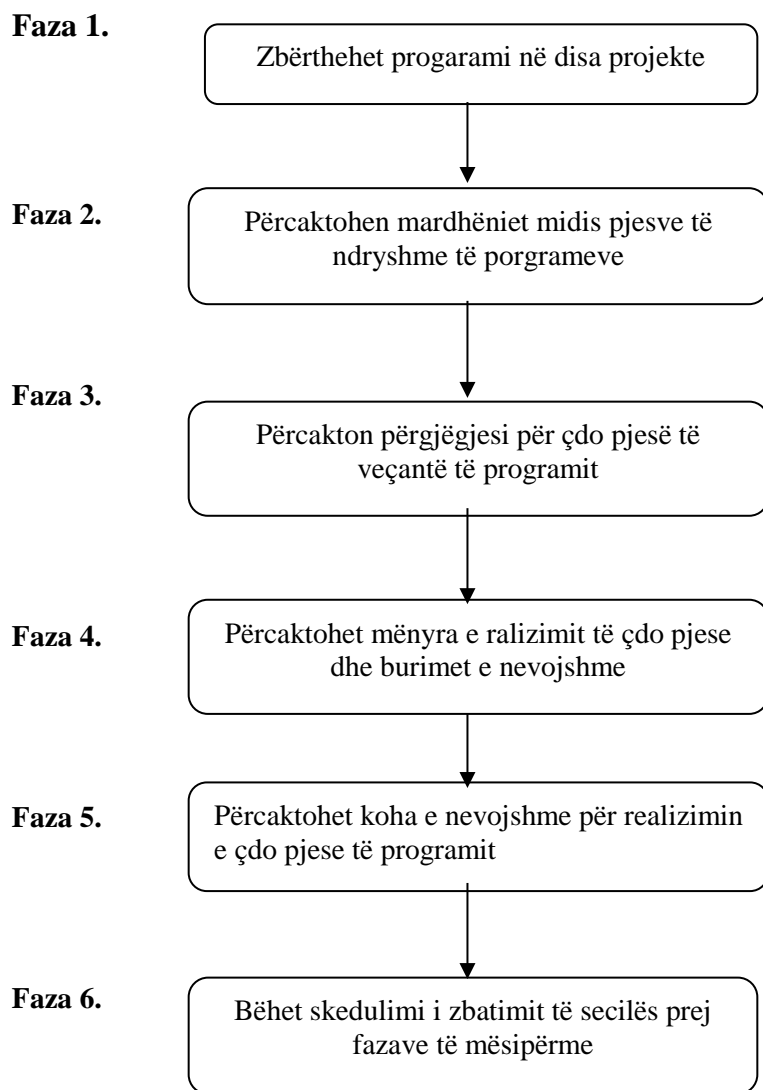 Faza 1.
Zbërthehet progarami në disa projekte
Faza 2.
Përcaktohen mardhëniet midis pjesve të
ndryshme të porgrameve
Faza 3.
Përcakton përgjëgjesi për çdo pjesë të
veçantë të programit
Faza 4.
Përcaktohet mënyra e ralizimit të çdo pjese
dhe burimet e nevojshme
Faza 5.
Përcaktohet koha e nevojshme për realizimin
e çdo pjese të programit
Faza 6.
Bëhet skedulimi i zbatimit të secilës prej
fazave të mësipërme